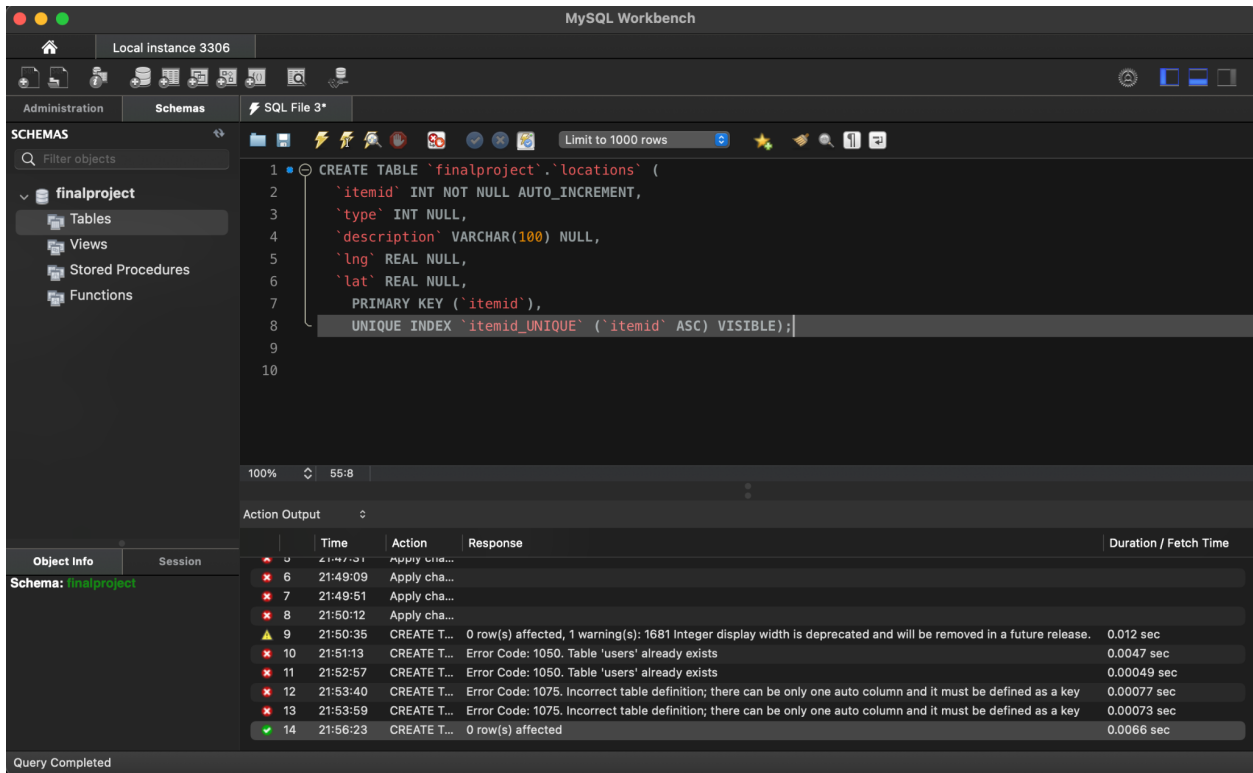 MySQL Workbench
Local instance 3306
Administration Schemas SQL File 3*
SCHEMAS
Filter objects
finalproject
Tables
Views
Stored Procedures
Functions
Limit to 1000 rows
1 CREATE TABLE `finalproject`.`locations` (
2 `itemid` INT NOT NULL AUTO_INCREMENT,
3 `type` INT NULL,
4 `description` VARCHAR(100) NULL,
5 `lng` REAL NULL,
6 `lat` REAL NULL,
7 PRIMARY KEY (`itemid`),
8 UNIQUE INDEX `itemid_UNIQUE` (`itemid` ASC) VISIBLE);
9
10
100% 55:8
Object Info Session
Schema: finalproject
Action Output
Time Action Response Duration / Fetch Time
5 21:47:31 Apply cha...
6 21:49:09 Apply cha...
7 21:49:51 Apply cha...
8 21:50:12 Apply cha...
9 21:50:35 CREATE T... 0 row(s) affected, 1 warning(s): 1681 Integer display width is deprecated and will be removed in a future release. 0.012 sec
10 21:51:13 CREATE T... Error Code: 1050. Table 'users' already exists 0.0047 sec
11 21:52:57 CREATE T... Error Code: 1050. Table 'users' already exists 0.00049 sec
12 21:53:40 CREATE T... Error Code: 1075. Incorrect table definition; there can be only one auto column and it must be defined as a key 0.00077 sec
13 21:53:59 CREATE T... Error Code: 1075. Incorrect table definition; there can be only one auto column and it must be defined as a key 0.00073 sec
14 21:56:23 CREATE T... 0 row(s) affected 0.0066 sec
Query Completed